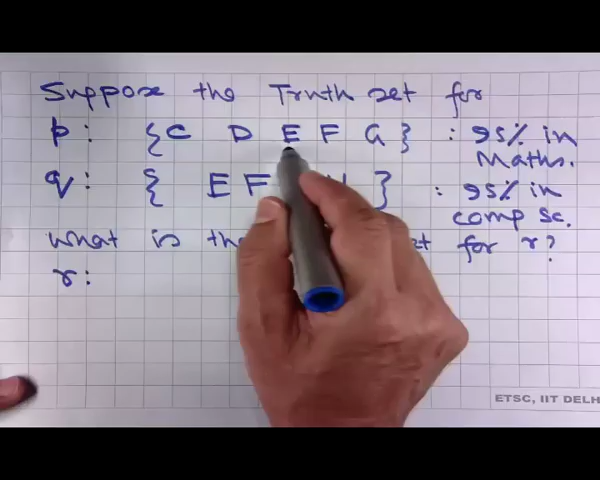 Suppose the Truth set for
p: {C D E F G} : 95% in Maths.
q: { E F } : 95% in comp Sc.
What is the for r?
r:
ETSC, IIT DELH